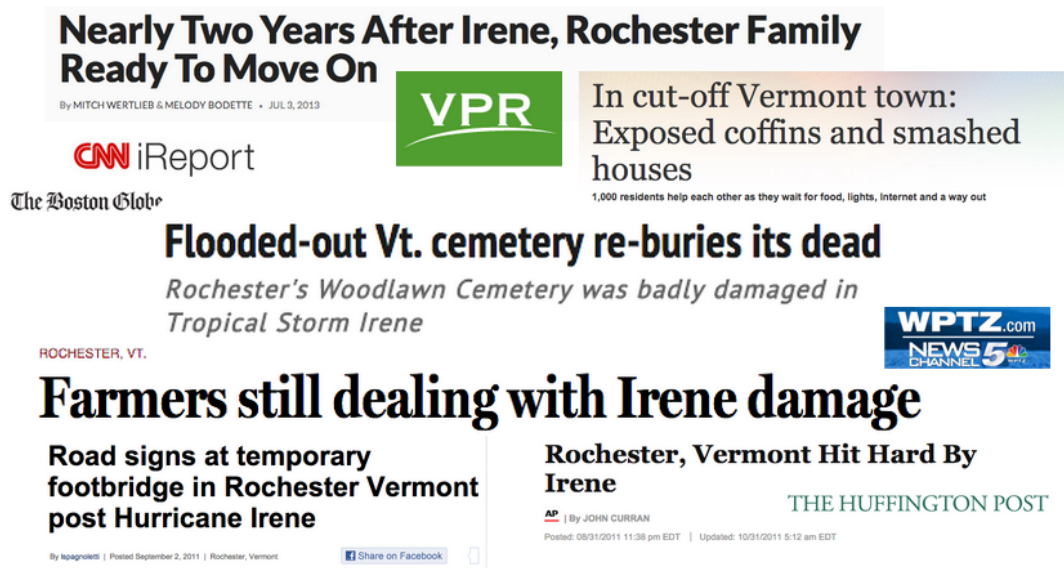 Nearly Two Years After Irene, Rochester Family
Ready To Move On
By MITCH WERTLIEB & MELODY BODETTE • JUL 3, 2013
VPR
In cut-off Vermont town:
Exposed coffins and smashed
houses
1,000 residents help each other as they wait for food, lights, internet and a way out
CNN iReport
The Boston Globe
Flooded-out Vt. cemetery re-buries its dead
Rochester's Woodlawn Cemetery was badly damaged in
Tropical Storm Irene
WPTZ.com
NEWS 5
CHANNEL
ROCHESTER, VT.
Farmers still dealing with Irene damage
Road signs at temporary
footbridge in Rochester Vermont
post Hurricane Irene
By lspagnoletti | Posted September 2, 2011 | Rochester, Vermont
Share on Facebook
Rochester, Vermont Hit Hard By
Irene
AP | By JOHN CURRAN
THE HUFFINGTON POST
Posted: 08/31/2011 11:38 pm EDT | Updated: 10/31/2011 5:12 am EDT